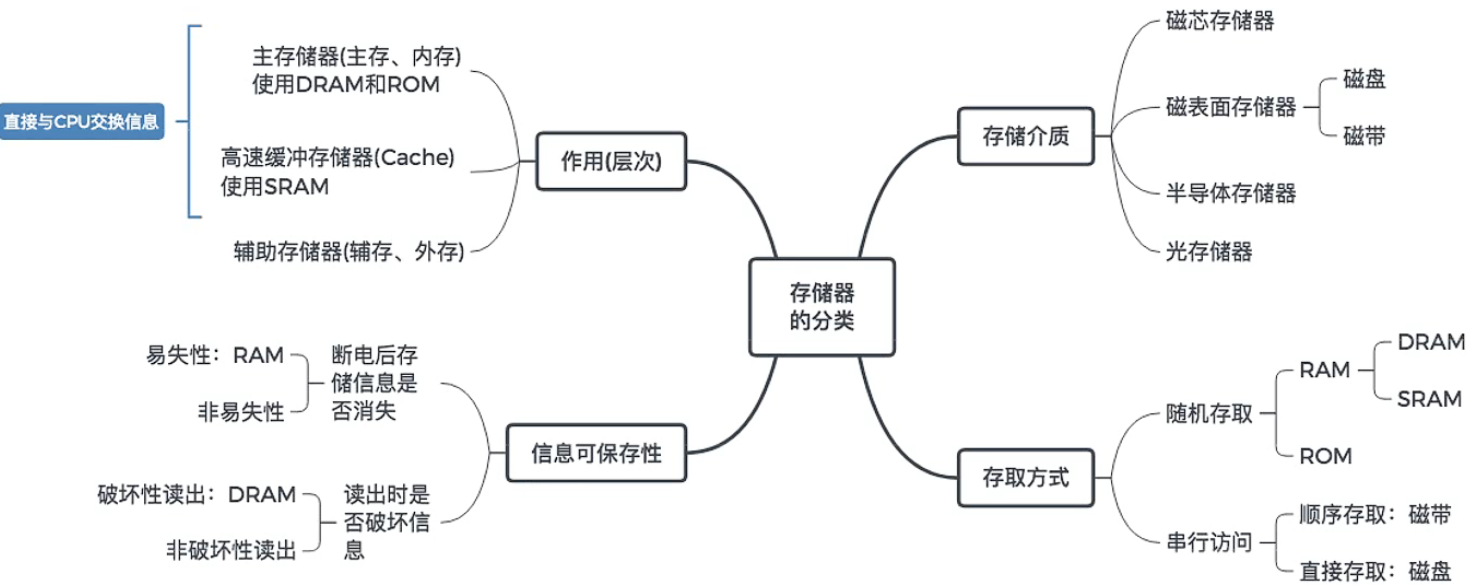 存储器
的分类
作用(层次)
主存储器(主存、内存)
使用DRAM和ROM
高速缓冲存储器(Cache)
使用SRAM
辅助存储器(辅存、外存)
直接与CPU交换信息
存储介质
磁芯存储器
磁表面存储器
磁盘
磁带
半导体存储器
光存储器
信息可保存性
断电后存
储信息是
否消失
易失性：RAM
非易失性
读出时是
否破坏信
息
破坏性读出：DRAM
非破坏性读出
存取方式
随机存取
RAM
DRAM
SRAM
ROM
串行访问
顺序存取：磁带
直接存取：磁盘